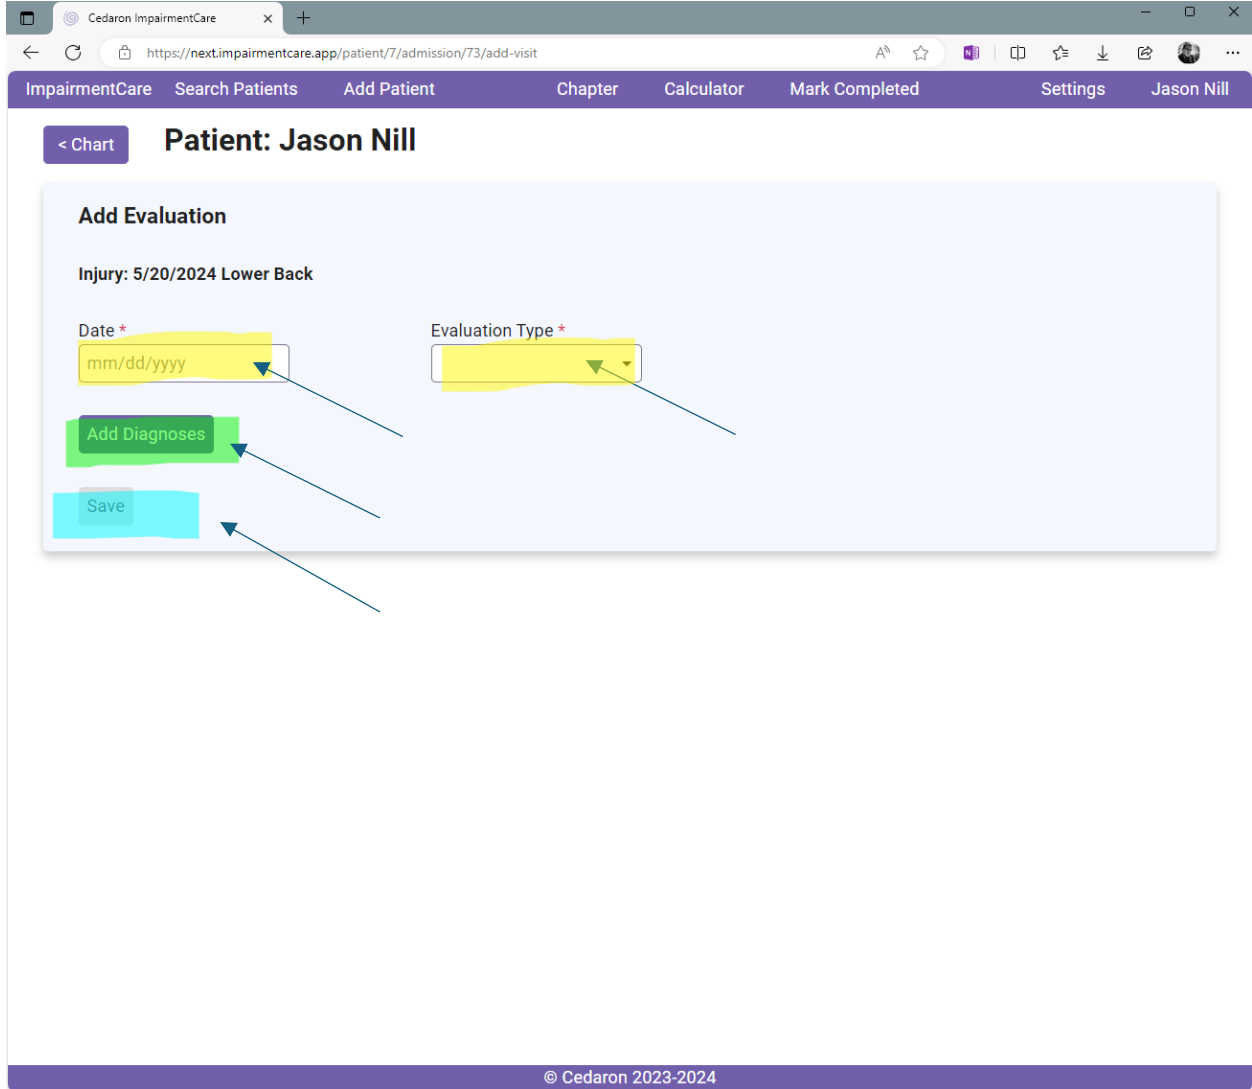 Cedaron ImpairmentCare
https://next.impairmentcare.app/patient/7/admission/73/add-visit
ImpairmentCare Search Patients Add Patient Chapter Calculator Mark Completed Settings Jason Nill
< Chart Patient: Jason Nill
Add Evaluation
Injury: 5/20/2024 Lower Back
Date * Evaluation Type *
mm/dd/yyyy
Add Diagnoses
Save
© Cedaron 2023-2024